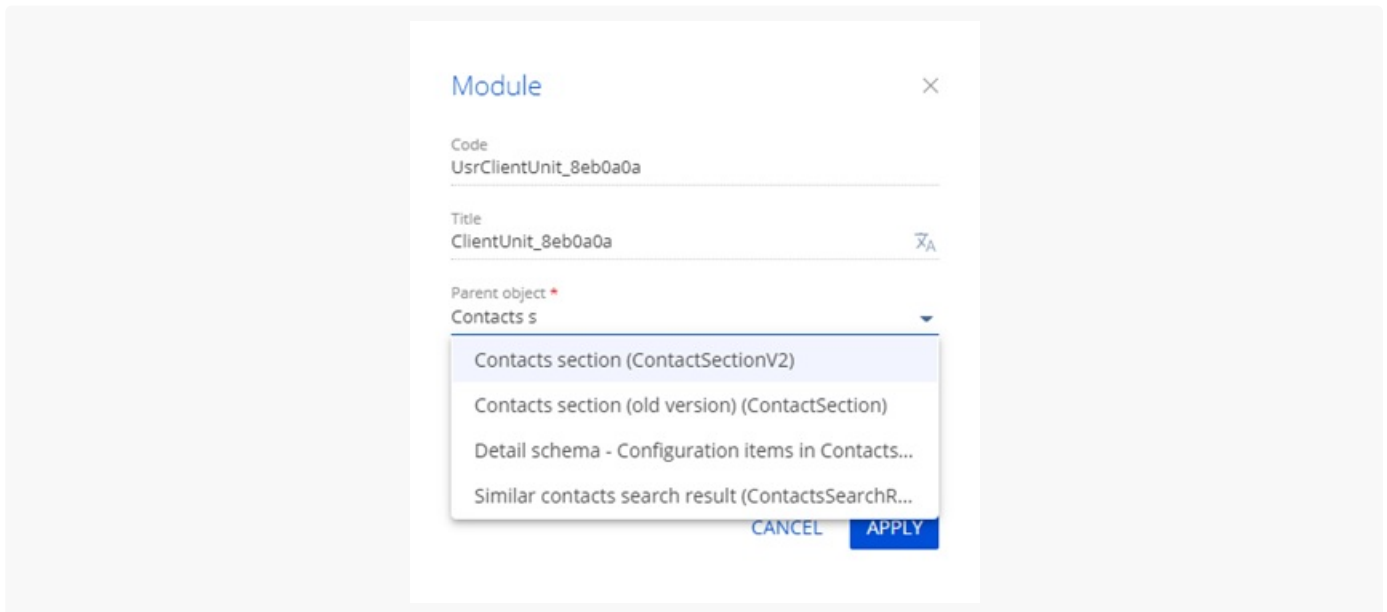 Module
Code
UsrClientUnit_8eb0a0a
Title
ClientUnit_8eb0a0a
Parent object *
Contacts s
Contacts section (ContactSectionV2)
Contacts section (old version) (ContactSection)
Detail schema - Configuration items in Contacts...
Similar contacts search result (ContactsSearchR...
CANCEL APPLY